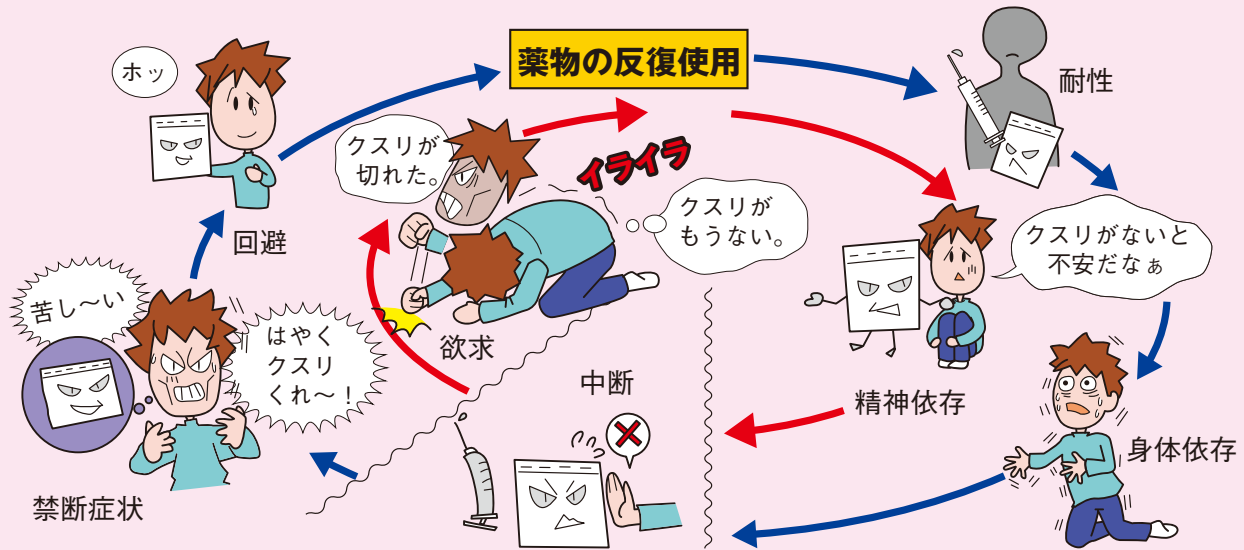 薬物の反復使用
ホッ
耐性
クスリが
切れた。
イライラ
クスリが
もうない。
クスリがないと
不安だなぁ
回避
苦し〜い
はやく
クスリ
くれ〜！
欲求
中断
精神依存
身体依存
禁断症状